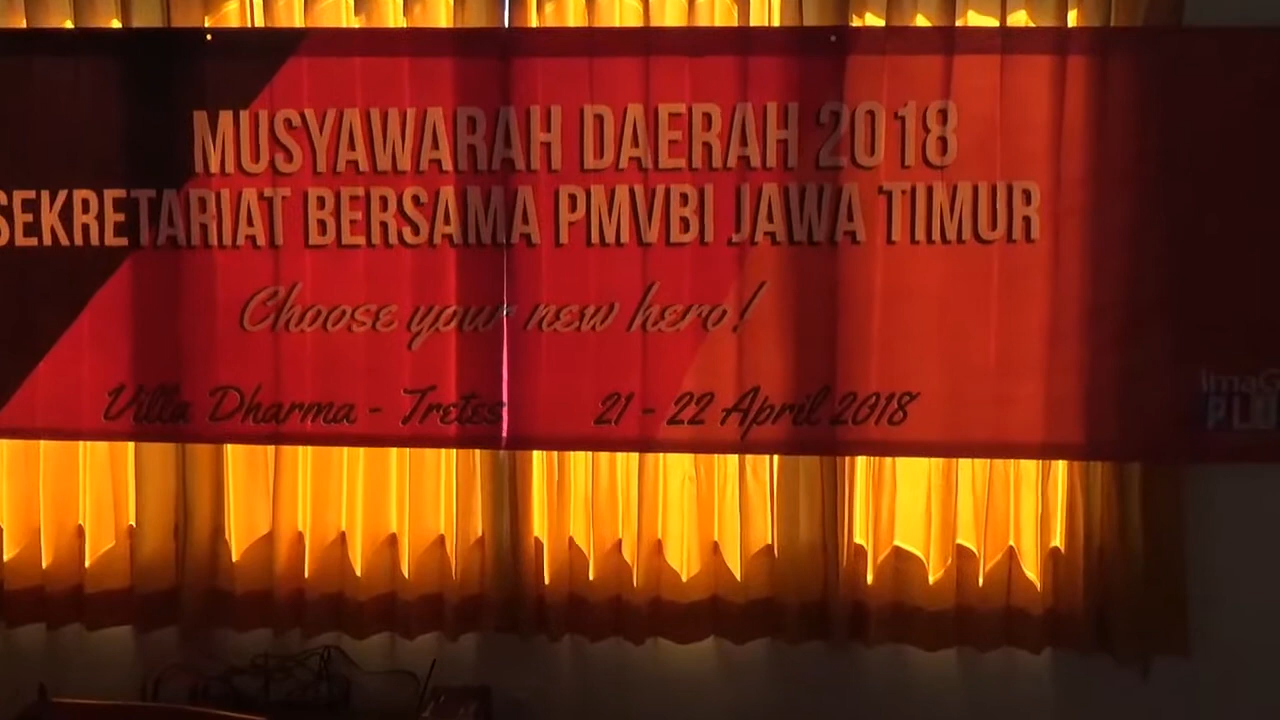 MUSYAWARAH DAERAH 2018
SEKRETARIAT BERSAMA PMVBI JAWA TIMUR
Choose your new hero!
Villa Dharma - Tretes 21 - 22 April 2018